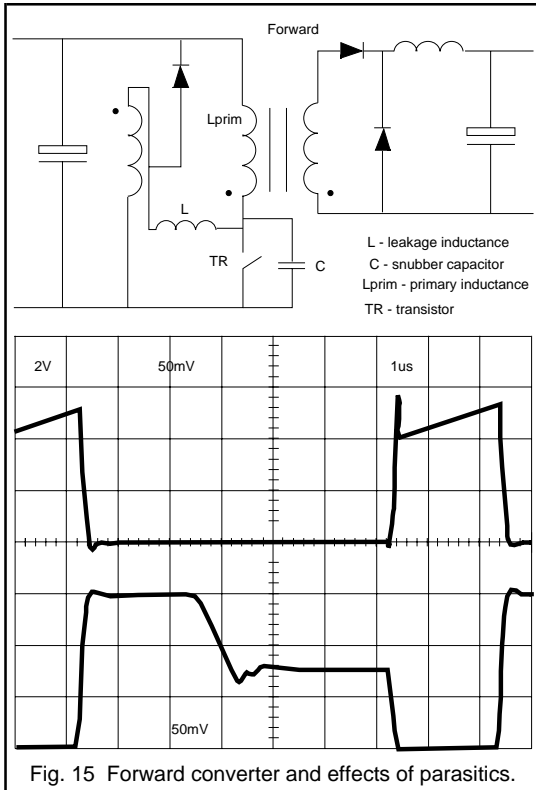 Forward
Lprim
L
TR
C
L - leakage inductance
C - snubber capacitor
Lprim - primary inductance
TR - transistor
2V 50mV 1us
50mV
Fig. 15 Forward converter and effects of parasitics.